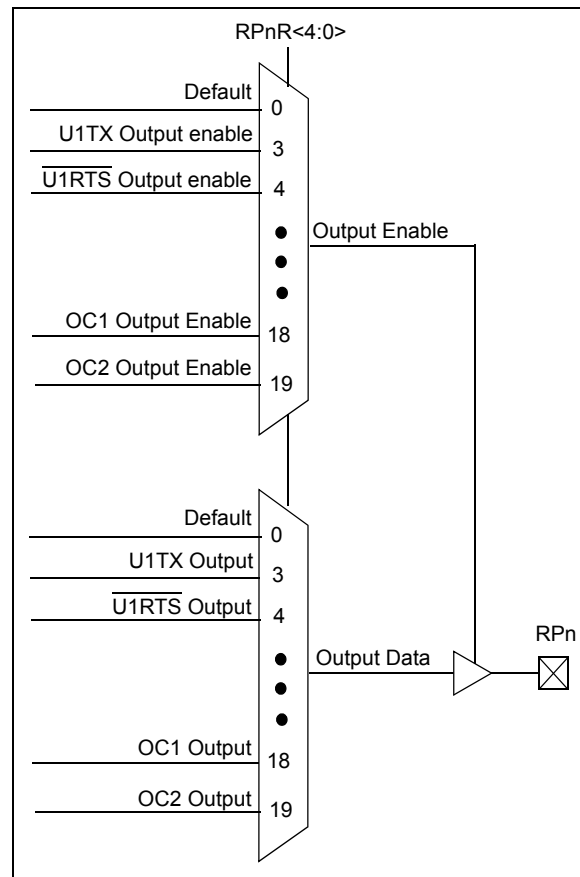 RPnR<4:0>
Default
0
U1TX Output enable
3
U1RTS Output enable
4
Output Enable
OC1 Output Enable
18
OC2 Output Enable
19
Default
0
U1TX Output
3
U1RTS Output
4
RPn
Output Data
OC1 Output
18
OC2 Output
19